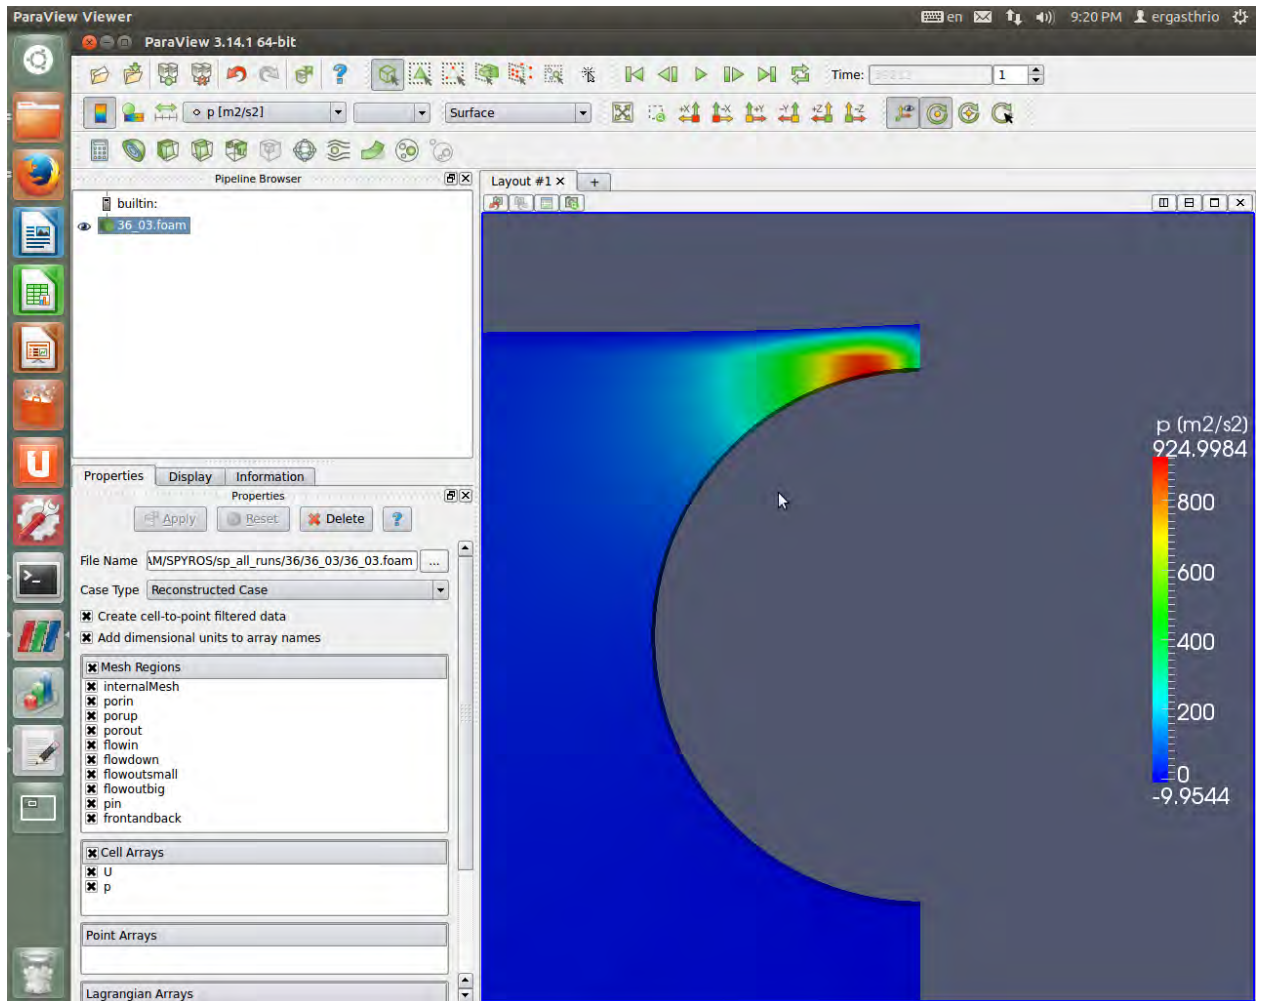 ParaView Viewer
en
9:20 PM
ergasthrio
ParaView 3.14.1 64-bit
Time:
1
p [m2/s2]
Surface
+X
-X
+Y
-Y
+Z
-Z
Pipeline Browser
Layout #1
+
builtin:
36_03.foam
Properties
Display
Information
Properties
Apply
Reset
Delete
?
File Name
AM/SPYROS/sp_all_runs/36/36_03/36_03.foam
...
Case Type
Reconstructed Case
Create cell-to-point filtered data
Add dimensional units to array names
Mesh Regions
internalMesh
porin
porup
porout
flowin
flowdown
flowoutsmall
flowoutbig
pin
frontandback
Cell Arrays
U
p
Point Arrays
Lagrangian Arrays
p (m2/s2)
924.9984
800
600
400
200
0
-9.9544